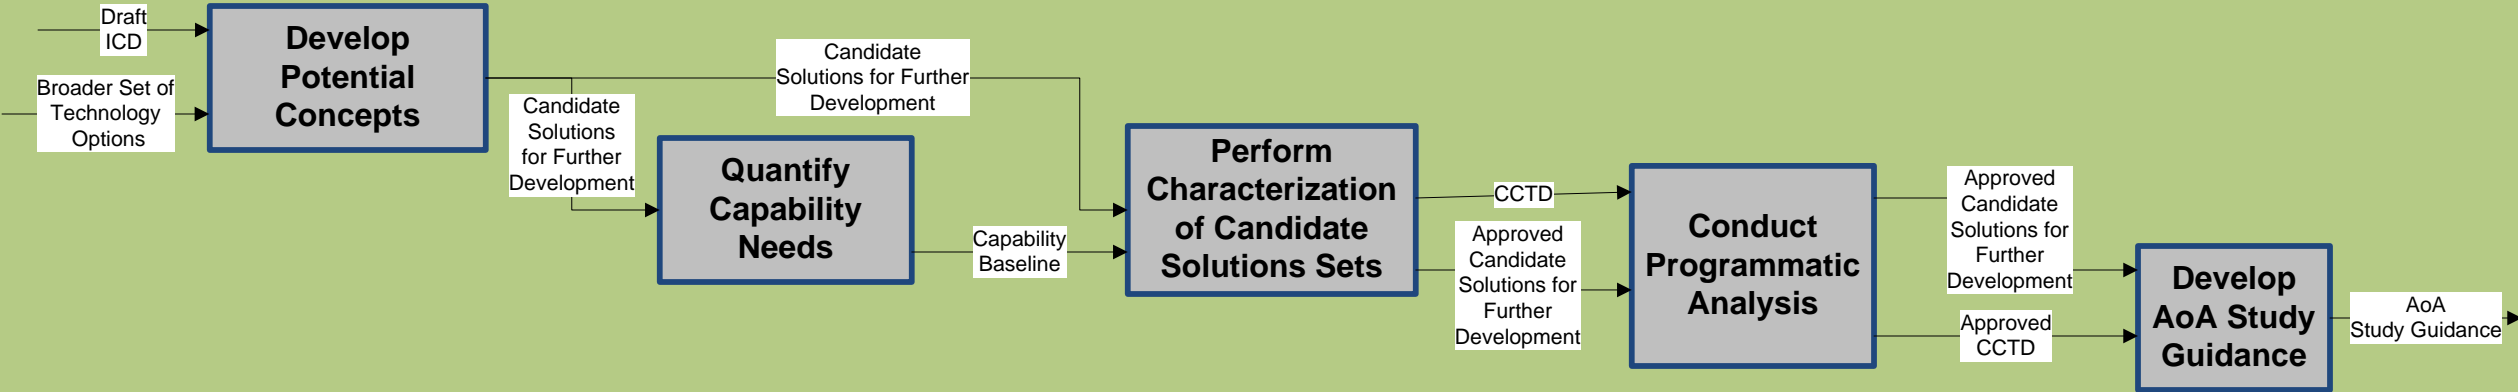 Draft
ICD
Broader Set of
Technology
Options
Develop
Potential
Concepts
Candidate
Solutions
for Further
Development
Candidate
Solutions for Further
Development
Quantify
Capability
Needs
Capability
Baseline
Perform
Characterization
of Candidate
Solutions Sets
CCTD
Approved
Candidate
Solutions for
Further
Development
Conduct
Programmatic
Analysis
Approved
Candidate
Solutions for
Further
Development
Approved
CCTD
Develop
AoA Study
Guidance
AoA
Study Guidance